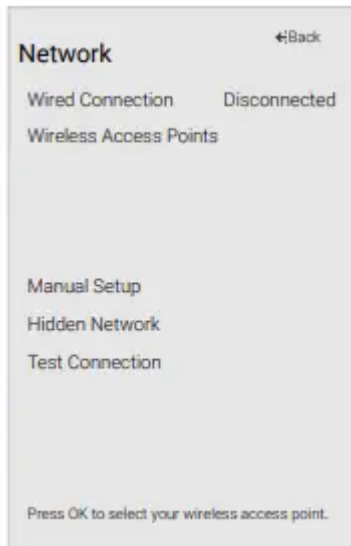 Back
Network
Wired Connection Disconnected
Wireless Access Points
Manual Setup
Hidden Network
Test Connection
Press OK to select your wireless access point.